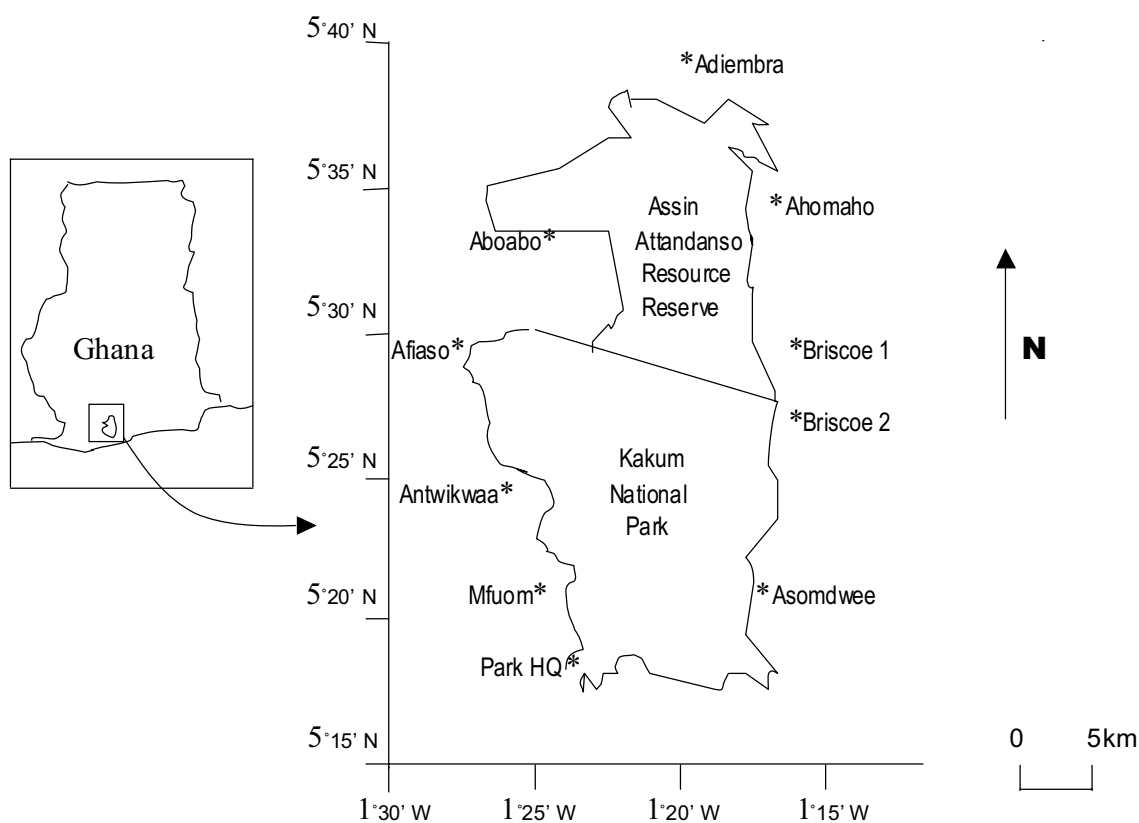 5°40' N
*Adiembra
5°35' N
Assin
*Ahomaho
Aboabo*
Attandanso
Resource
Reserve
5°30' N
Ghana
Afiaso*
*Briscoe 1
N
*Briscoe 2
5°25' N
Kakum
Antwikwaa*
National
Park
5°20' N
Mfuom*
*Asomdwee
Park HQ*
5°15' N
0 5km
1°30' W 1°25' W 1°20' W 1°15' W